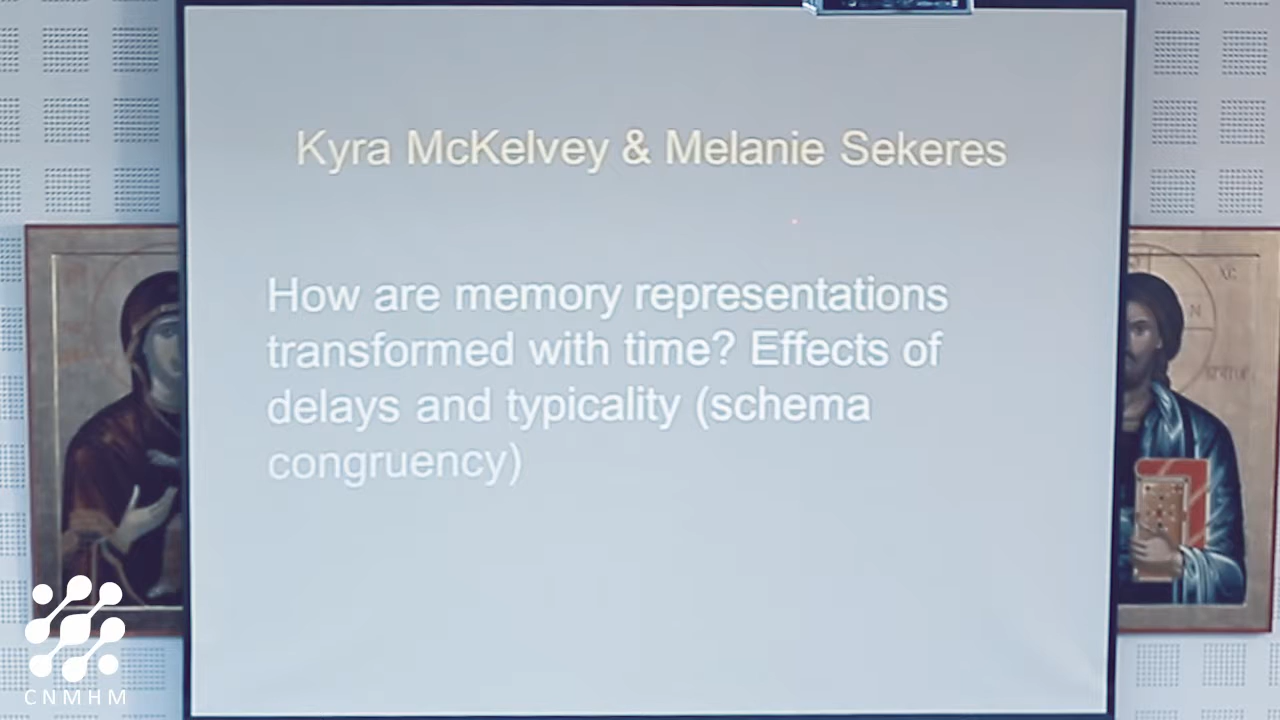 Kyra McKelvey & Melanie Sekeres
How are memory representations
transformed with time? Effects of
delays and typicality (schema
congruency)
CNMHM